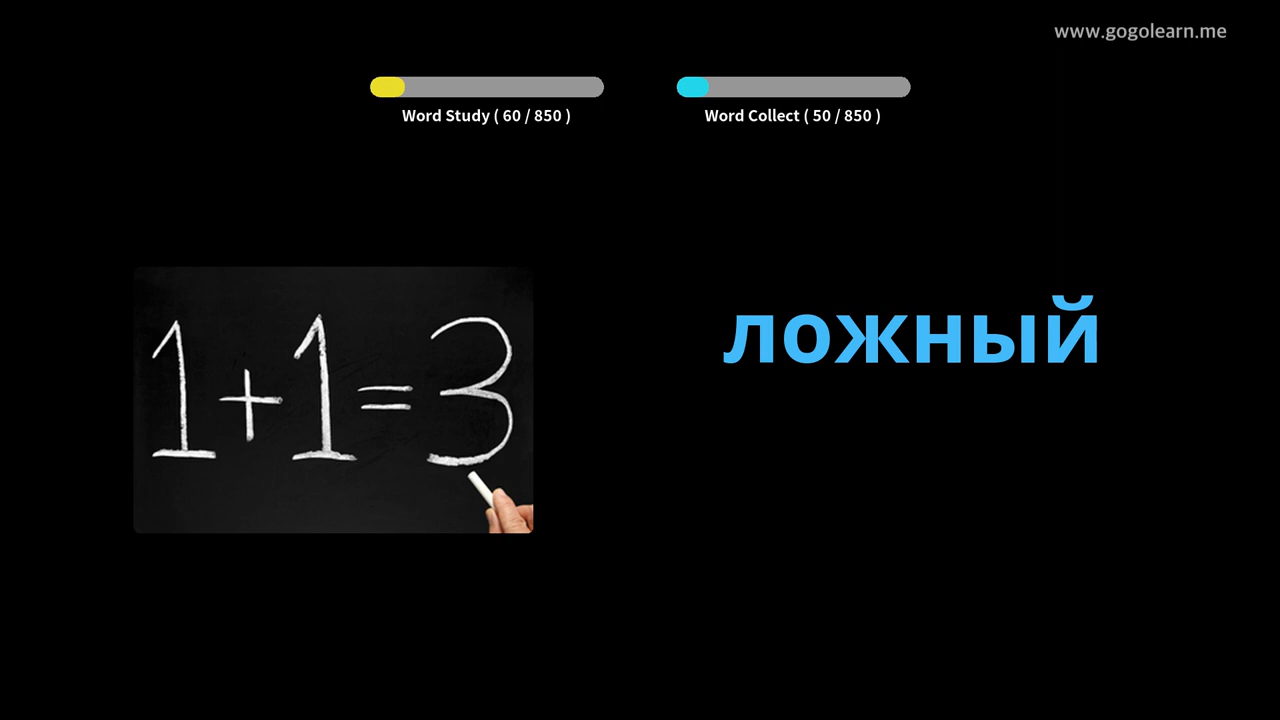 www.gogolearn.me
Word Study ( 60 / 850 )
Word Collect ( 50 / 850 )
1+1=3
ложный